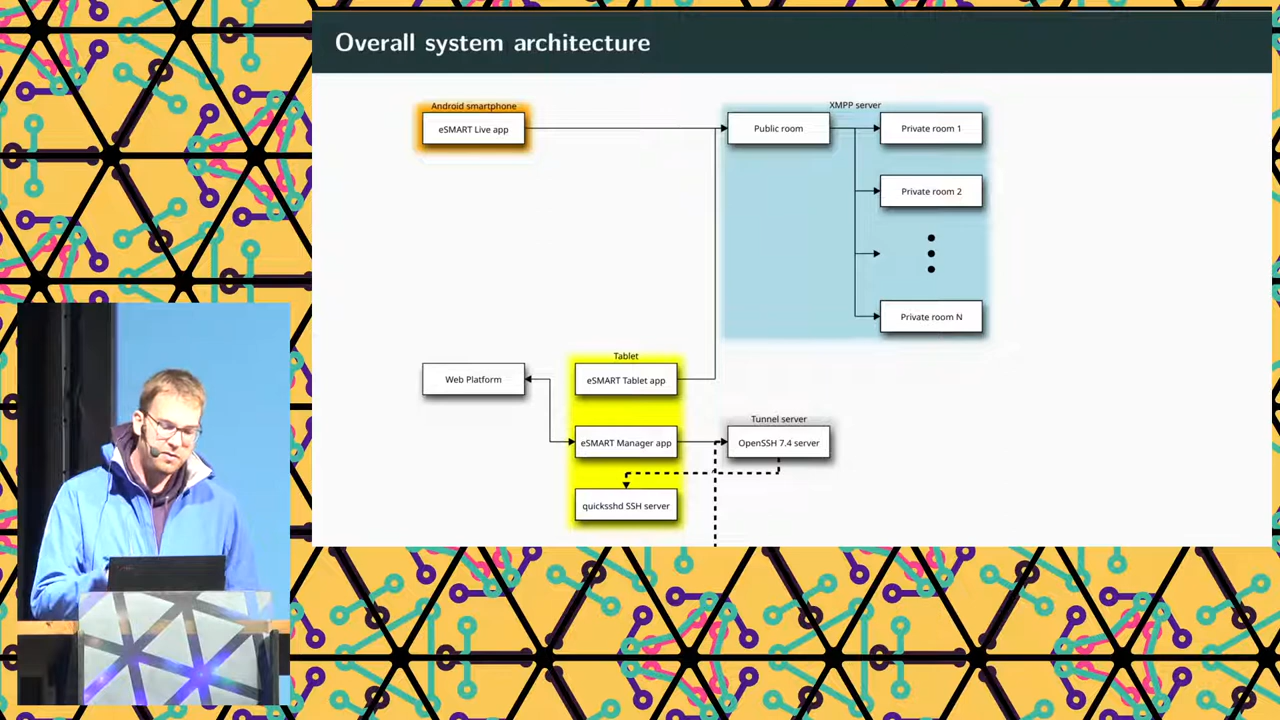 Overall system architecture
Android smartphone
eSMART Live app
XMPP server
Public room
Private room 1
Private room 2
Private room N
Tablet
eSMART Tablet app
Web Platform
eSMART Manager app
Tunnel server
OpenSSH 7.4 server
quicksshd SSH server